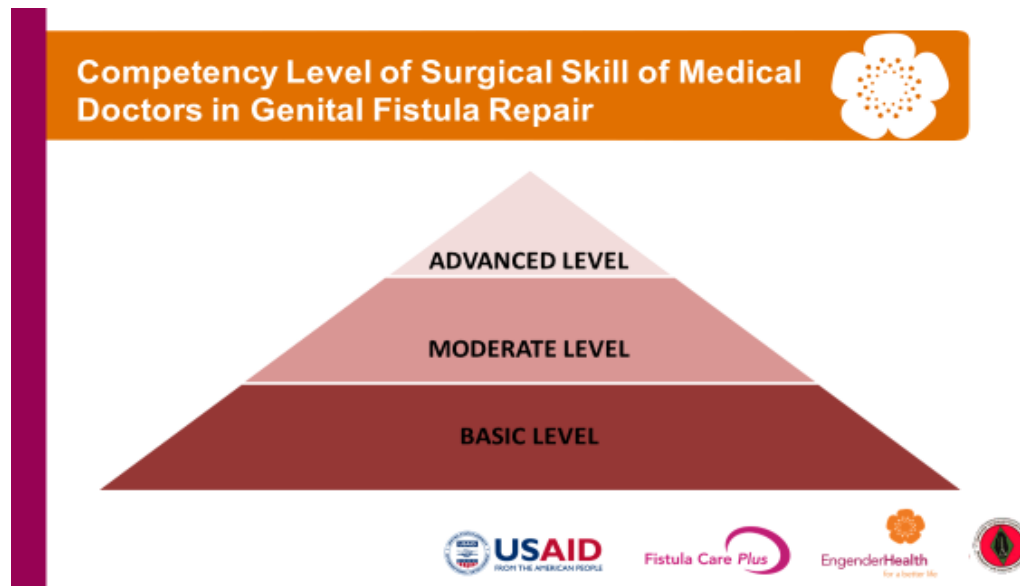 Competency Level of Surgical Skill of Medical
Doctors in Genital Fistula Repair
ADVANCED LEVEL
MODERATE LEVEL
BASIC LEVEL
USAID
FROM THE AMERICAN PEOPLE
Fistula Care Plus
EngenderHealth
for a better life